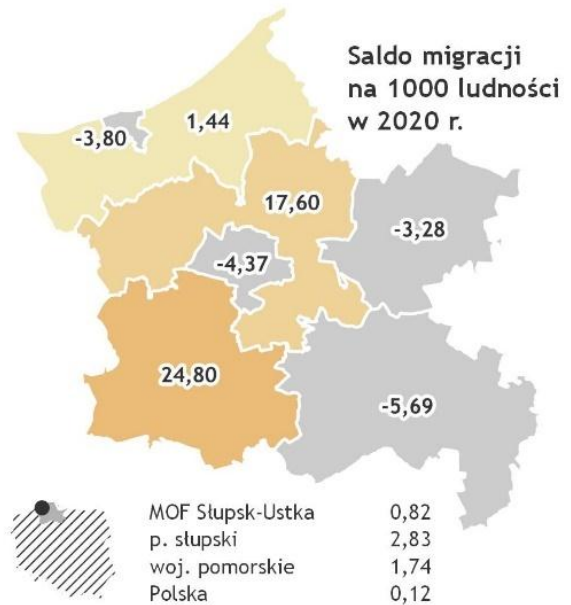 Saldo migracji
na 1000 ludności
w 2020 r.
-3,80
1,44
17,60
-3,28
-4,37
24,80
-5,69
MOF Słupsk-Ustka 0,82
p. słupski 2,83
woj. pomorskie 1,74
Polska 0,12